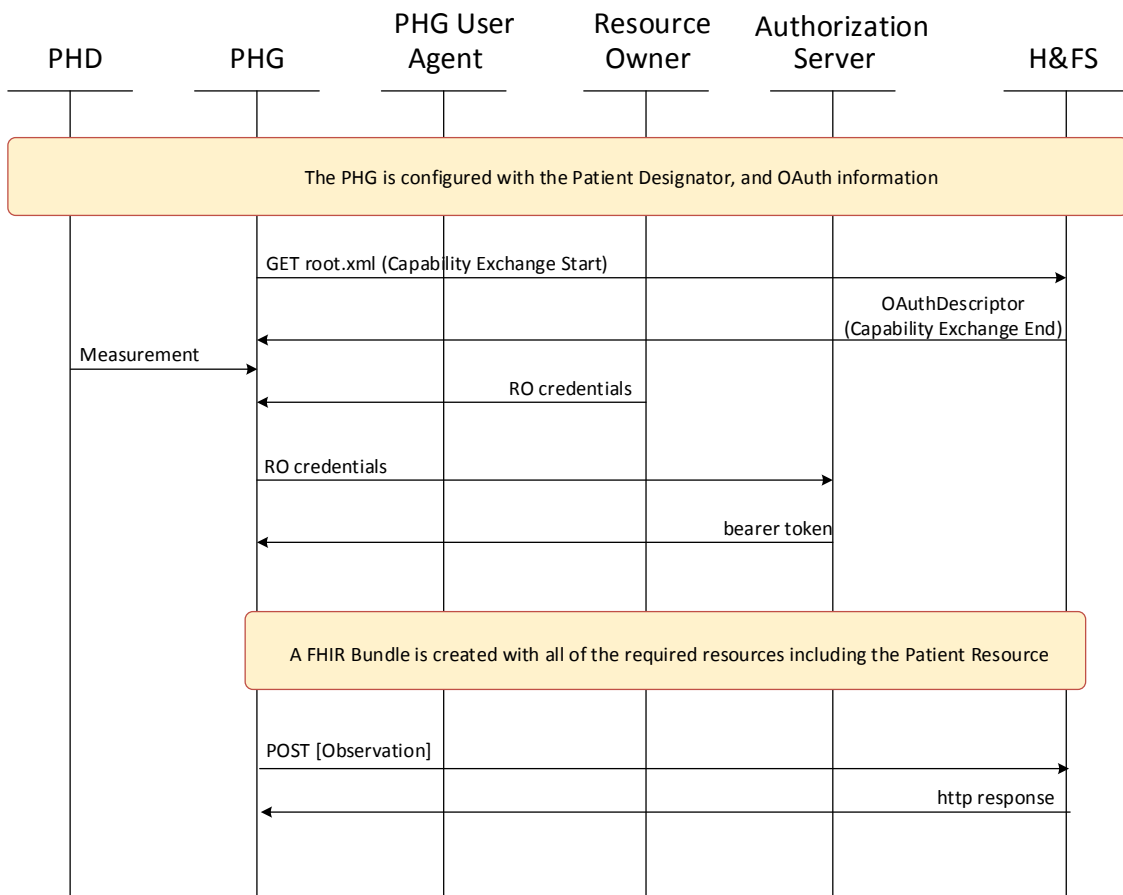 PHD
PHG
PHG User
Agent
Resource
Owner
Authorization
Server
H&FS
The PHG is configured with the Patient Designator, and OAuth information
GET root.xml (Capability Exchange Start)
OAuthDescriptor
(Capability Exchange End)
Measurement
RO credentials
RO credentials
bearer token
A FHIR Bundle is created with all of the required resources including the Patient Resource
POST [Observation]
http response